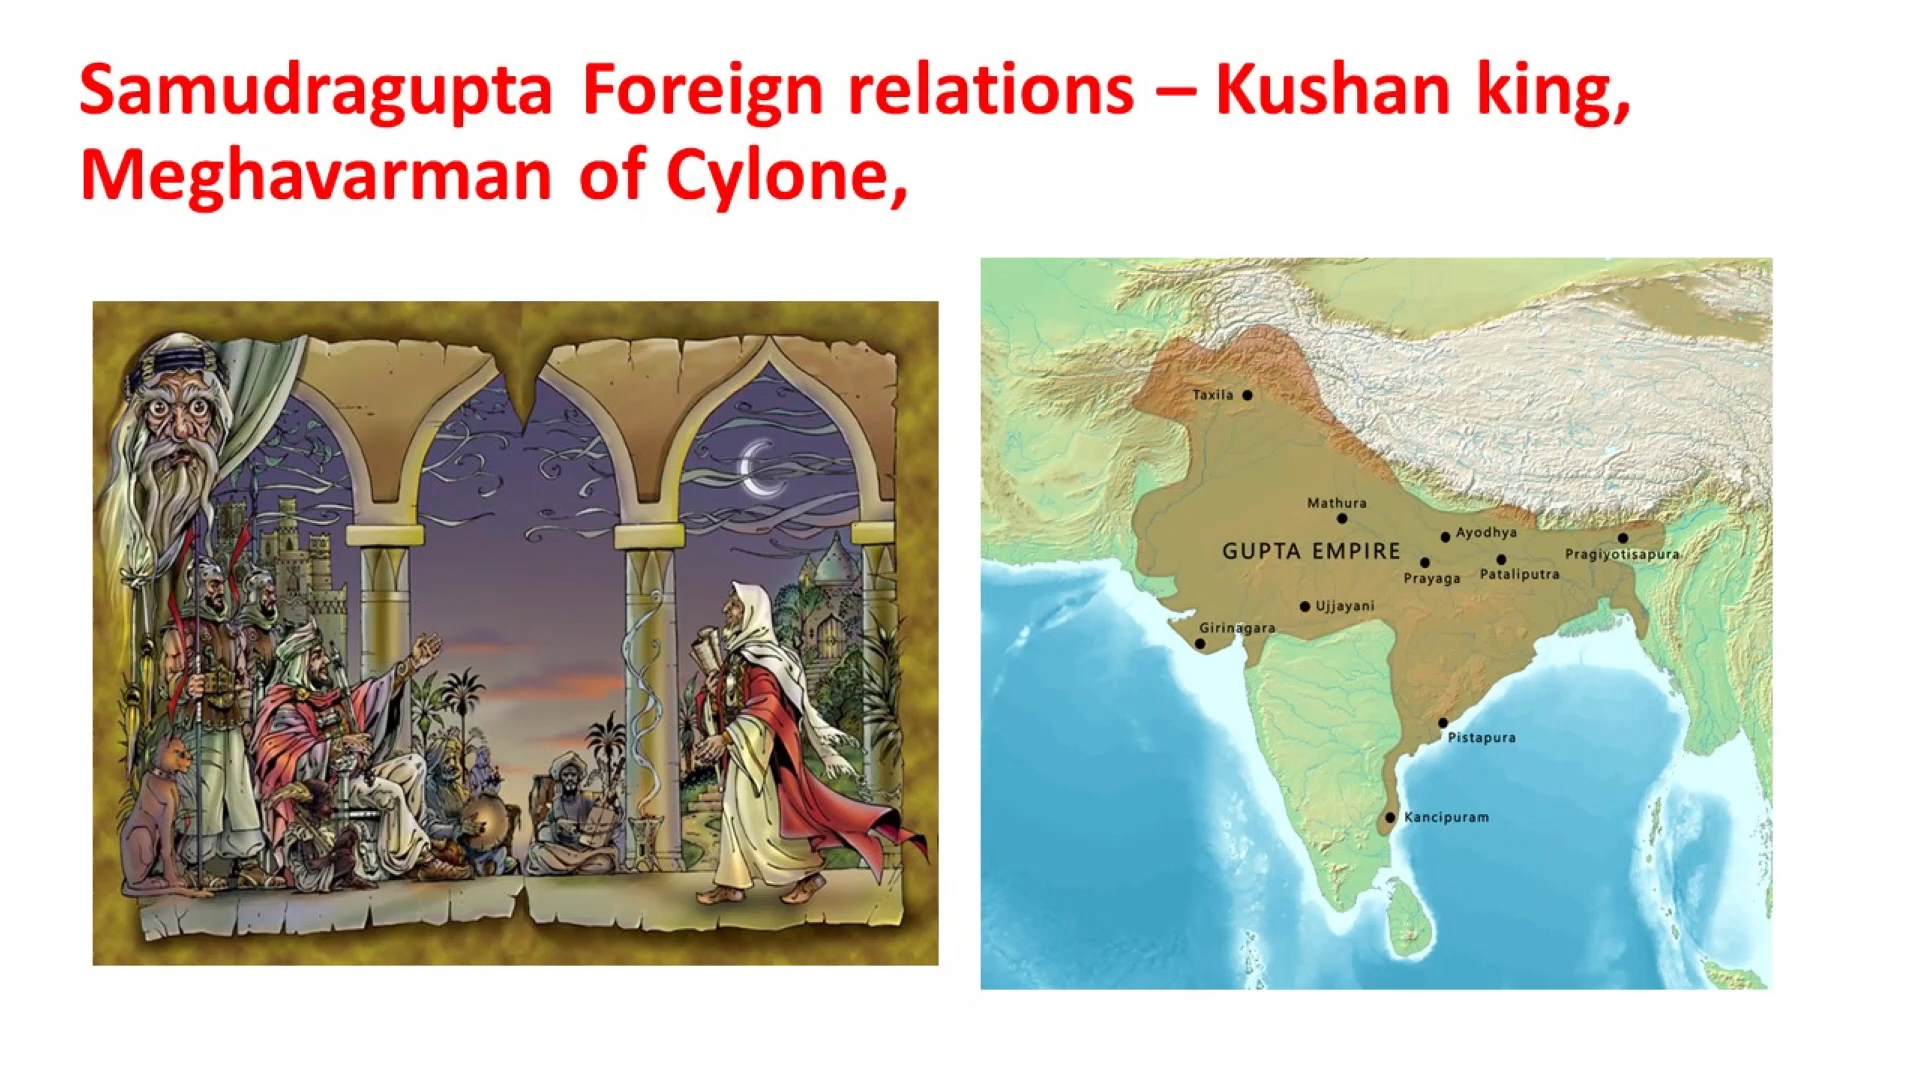 Samudragupta Foreign relations – Kushan king,
Meghavarman of Cylone,
Taxila
Mathura
Ayodhya
GUPTA EMPIRE
Pragiyotisapura
Prayaga
Pataliputra
Ujjayani
Girinagara
Pistapura
Kancipuram